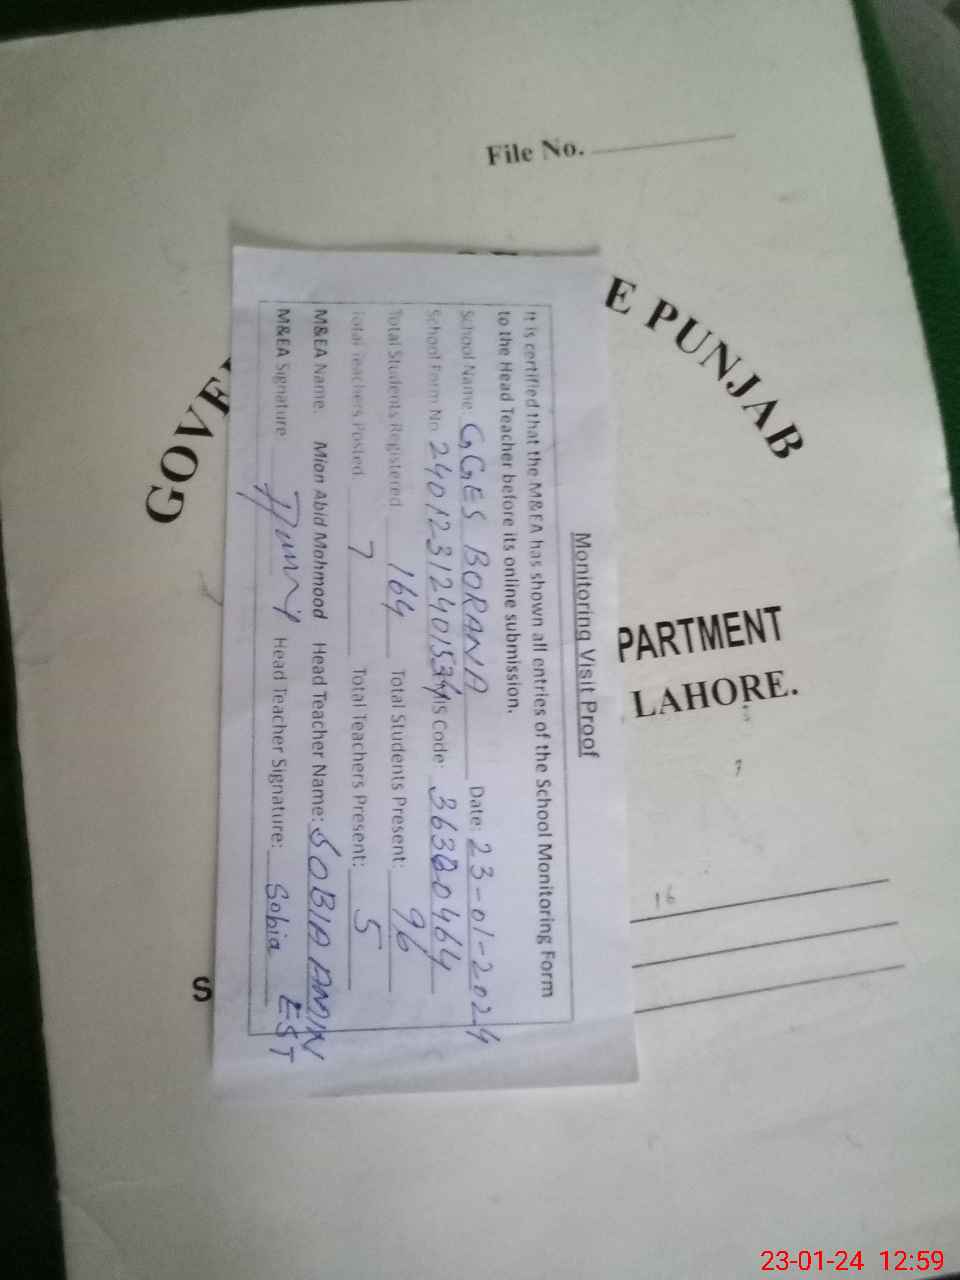 File No.
GOVE
E PUNJAB
PARTMENT
LAHORE.
16
S
Monitoring Visit Proof
It is certified that the M&EA has shown all entries of the School Monitoring Form
to the Head Teacher before its online submission.
School Name: GGES BORANA Date: 23-01-2024
School Form No. Code:
Total Students Registered 164 Total Students Present: 96
Total Teachers Posted 7 Total Teachers Present: 5
M&EA Name. Mian Abid Mahmood Head Teacher Name: SOBIA AMIN
M&EA Signature Head Teacher Signature: Sobia EST
23-01-24 12:59